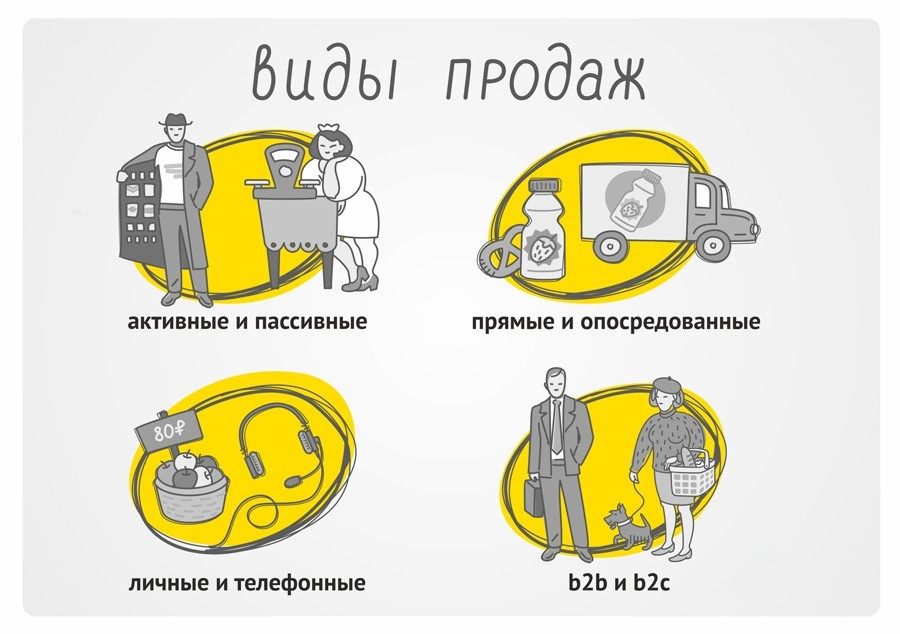 виды продаж
активные и пассивные
прямые и опосредованные
80₽
личные и телефонные
b2b и b2c